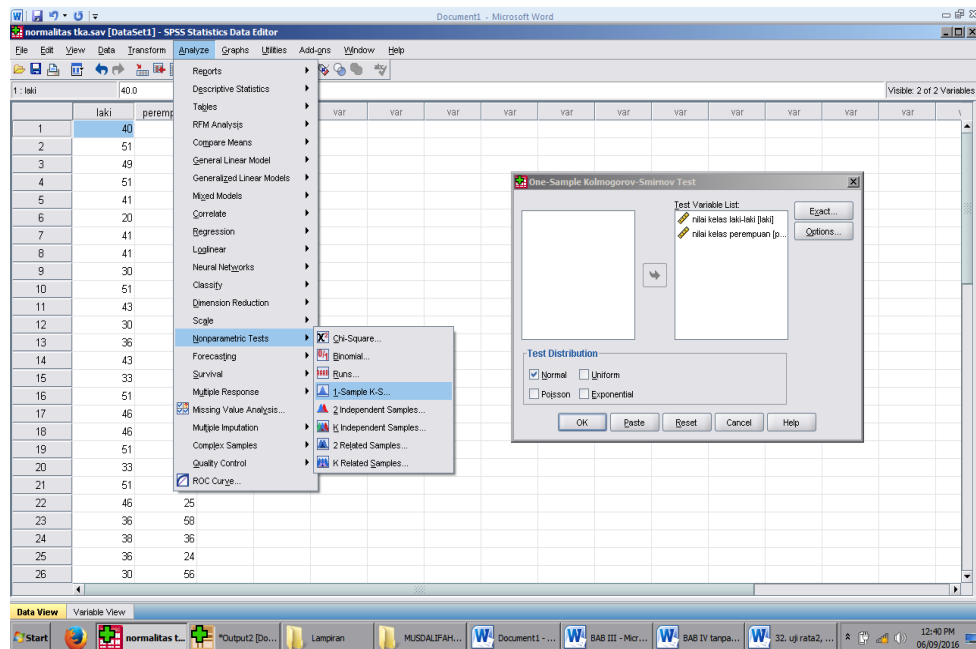 Document1 - Microsoft Word
normalitas tka.sav [DataSet1] - SPSS Statistics Data Editor
File Edit View Data Transform Analyze Graphs Utilities Add-ons Window Help
1 : laki 40.0 Visible: 2 of 2 Variables
laki peremp var var var var var var var var var var var
1 40
2 51
3 49
4 51
5 41
6 20
7 41
8 41
9 30
10 51
11 43
12 30
13 36
14 43
15 33
16 51
17 46
18 46
19 51
20 33
21 51
22 46 25
23 36 58
24 38 36
25 36 24
26 30 56
Reports
Descriptive Statistics
Tables
RFM Analysis
Compare Means
General Linear Model
Generalized Linear Models
Mixed Models
Correlate
Regression
Loglinear
Neural Networks
Classify
Dimension Reduction
Scale
Nonparametric Tests
Forecasting
Survival
Multiple Response
Missing Value Analysis...
Multiple Imputation
Complex Samples
Quality Control
ROC Curve...
Chi-Square...
Binomial...
Runs...
1-Sample K-S...
2 Independent Samples...
K Independent Samples...
2 Related Samples...
K Related Samples...
One-Sample Kolmogorov-Smirnov Test
Test Variable List:
nilai kelas laki-laki [laki]
nilai kelas perempuan [p...
Exact...
Options...
Test Distribution
Normal Uniform
Poisson Exponential
OK Paste Reset Cancel Help
Data View Variable View
Start normalitas t... *Output2 [Do... Lampiran MUSDALIFAH... Document1 - ... BAB III - Micr... BAB IV tanpa... 32. uji rata2, ... 12:40 PM
06/09/2016